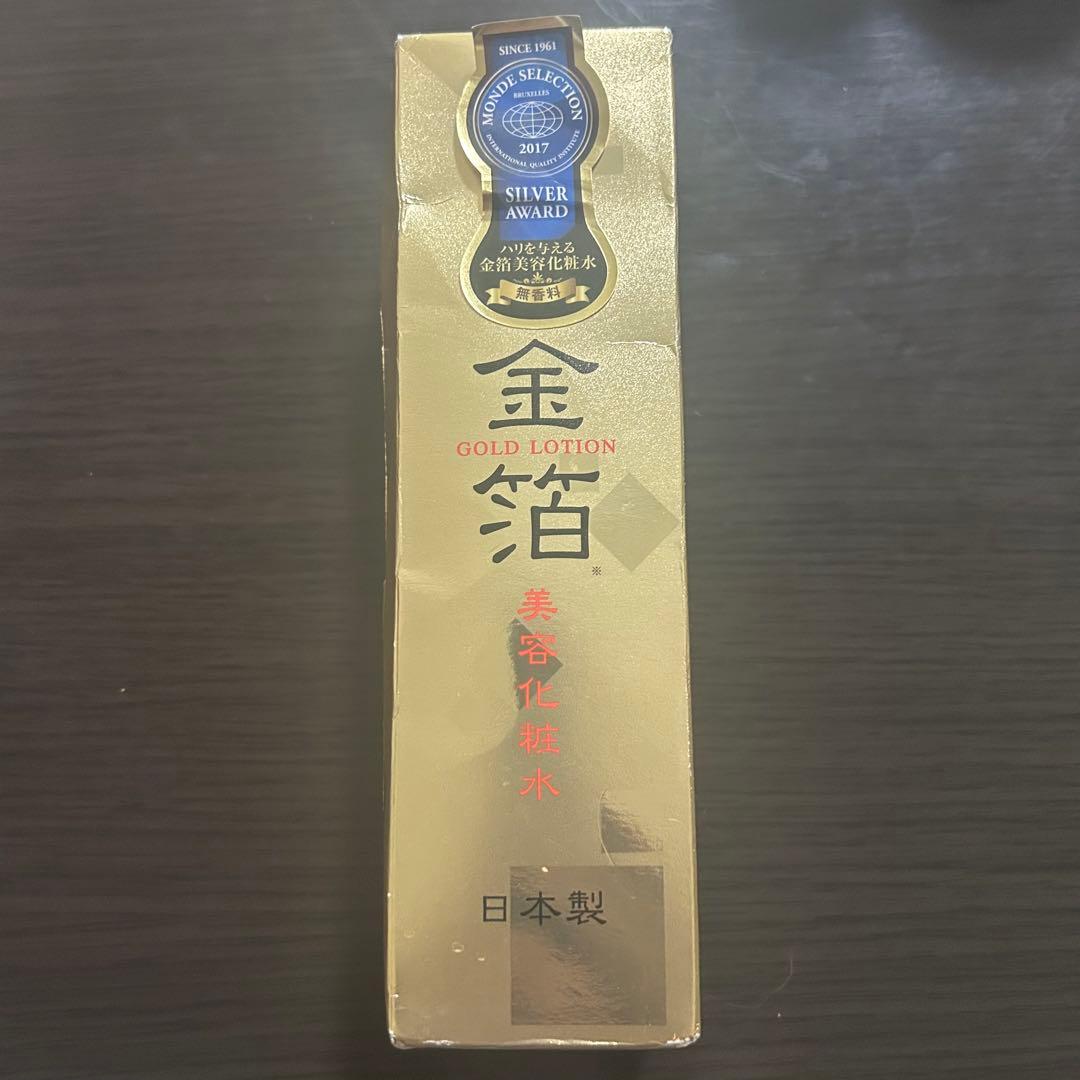 SINCE 1961
MONDE SELECTION
BRUXELLES
2017
INTERNATIONAL QUALITY INSTITUTE
SILVER
AWARD
ハリを与える
金箔美容化粧水
無香料
金
GOLD LOTION
箔
※
美容化粧水
日本製